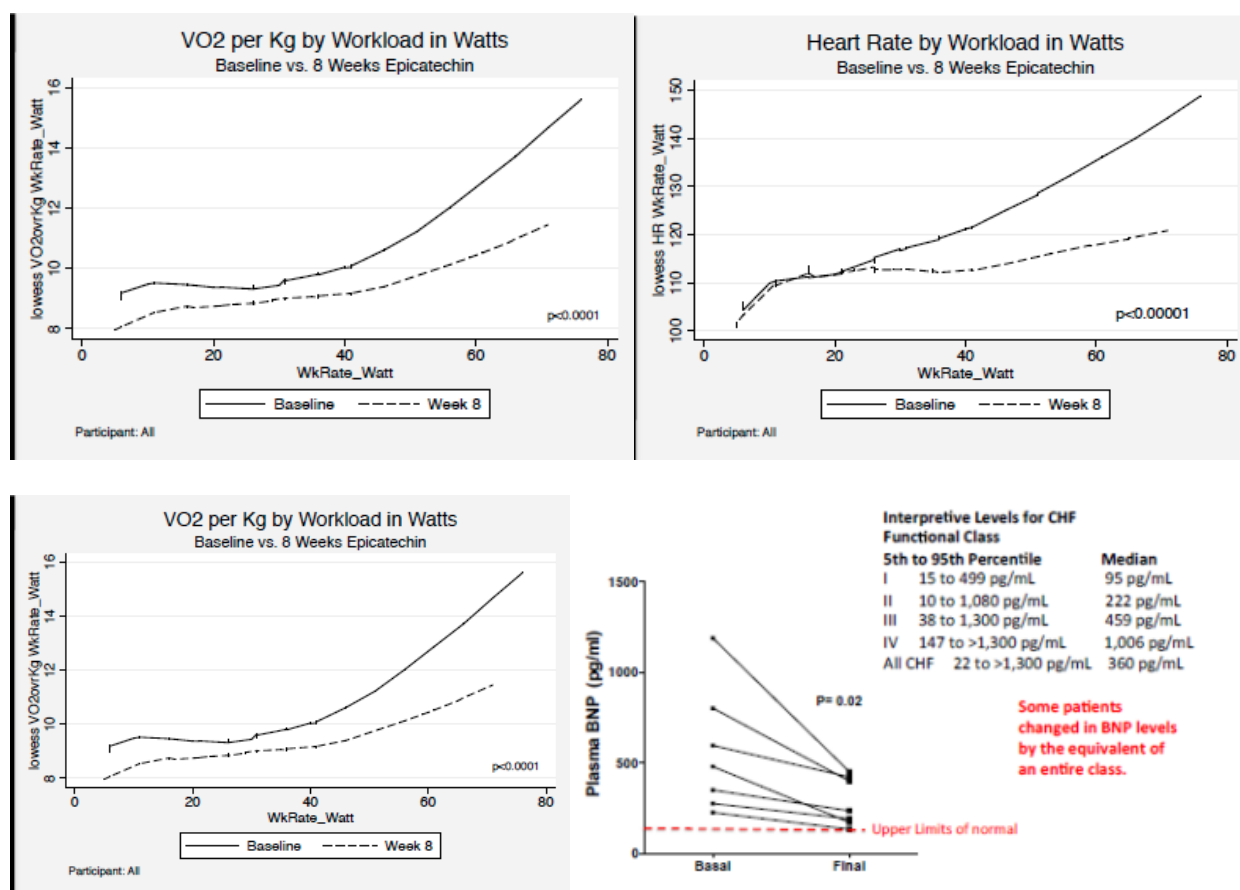 VO2 per Kg by Workload in Watts
Baseline vs. 8 Weeks Epicatechin
lowess VO2ovrKg WkRate_Watt
16
14
12
10
8
p<0.0001
0 20 40 60 80
WkRate_Watt
Baseline Week 8
Participant: All
Heart Rate by Workload in Watts
Baseline vs. 8 Weeks Epicatechin
lowess HR WkRate_Watt
150
140
130
120
110
100
p<0.00001
0 20 40 60 80
WkRate_Watt
Baseline Week 8
Participant: All
VO2 per Kg by Workload in Watts
Baseline vs. 8 Weeks Epicatechin
lowess VO2ovrKg WkRate_Watt
16
14
12
10
8
p<0.0001
0 20 40 60 80
WkRate_Watt
Baseline Week 8
Participant: All
Interpretive Levels for CHF
Functional Class
5th to 95th Percentile Median
I 15 to 499 pg/mL 95 pg/mL
II 10 to 1,080 pg/mL 222 pg/mL
III 38 to 1,300 pg/mL 459 pg/mL
IV 147 to >1,300 pg/mL 1,006 pg/mL
All CHF 22 to >1,300 pg/mL 360 pg/mL
Plasma BNP (pg/ml)
1500
1000
500
0
P= 0.02
Some patients
changed in BNP levels
by the equivalent of
an entire class.
Upper Limits of normal
Basal Final